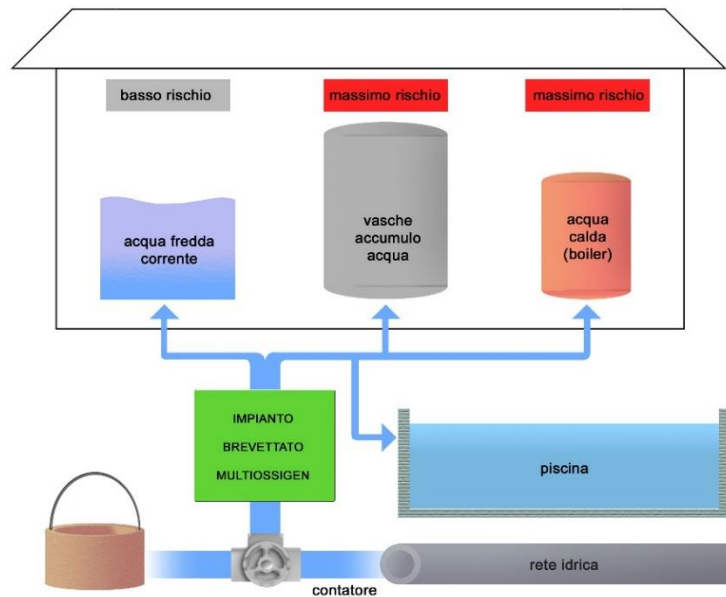 basso rischio
massimo rischio
massimo rischio
acqua fredda
corrente
vasche
accumulo
acqua
acqua
calda
(boiler)
IMPIANTO
BREVETTATO
MULTIOSSIGEN
piscina
rete idrica
contatore